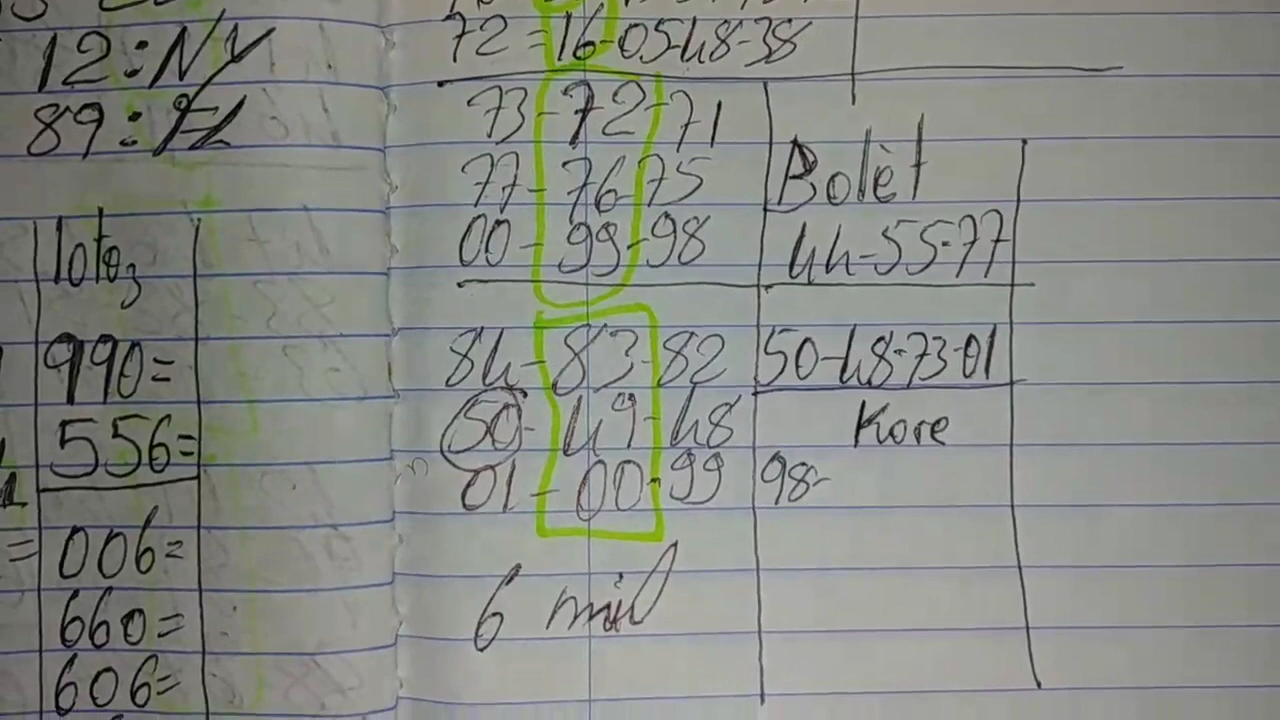 12:NY
89:FL
loto3
990=
556=
006=
660=
606=
72=16-05-48-38
73-72-71
77-76-75
00-99-98
84-83-82
50-49-48
01-00-99
6 mil
Bolèt
44-55-77
50-48-73-01
Kore
98-